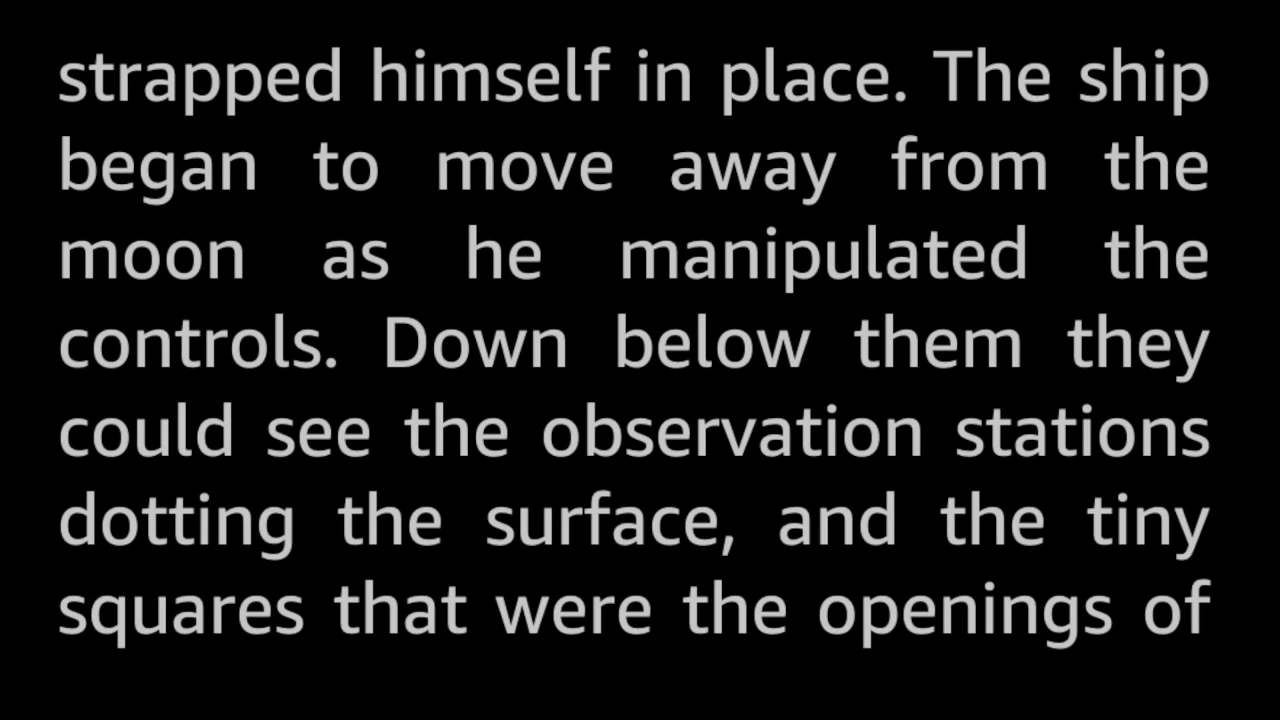 strapped himself in place. The ship
began to move away from the
moon as he manipulated the
controls. Down below them they
could see the observation stations
dotting the surface, and the tiny
squares that were the openings of